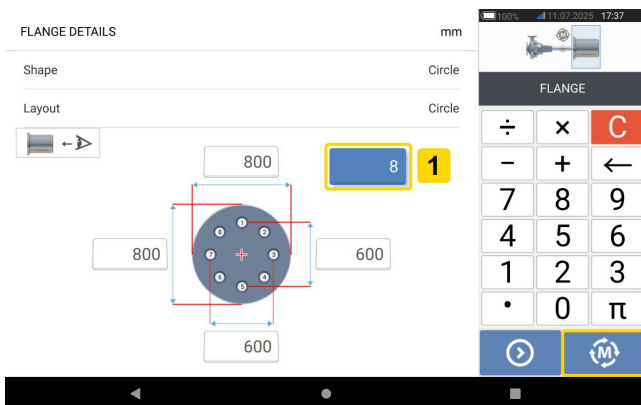 100% 11.07.2025 17:37
FLANGE DETAILS mm
Shape Circle
Layout Circle
800
8
1
800
600
600
1
2
3
4
5
6
7
8
M
FLANGE
÷ × C
− + ←
7 8 9
4 5 6
1 2 3
. 0 π
M